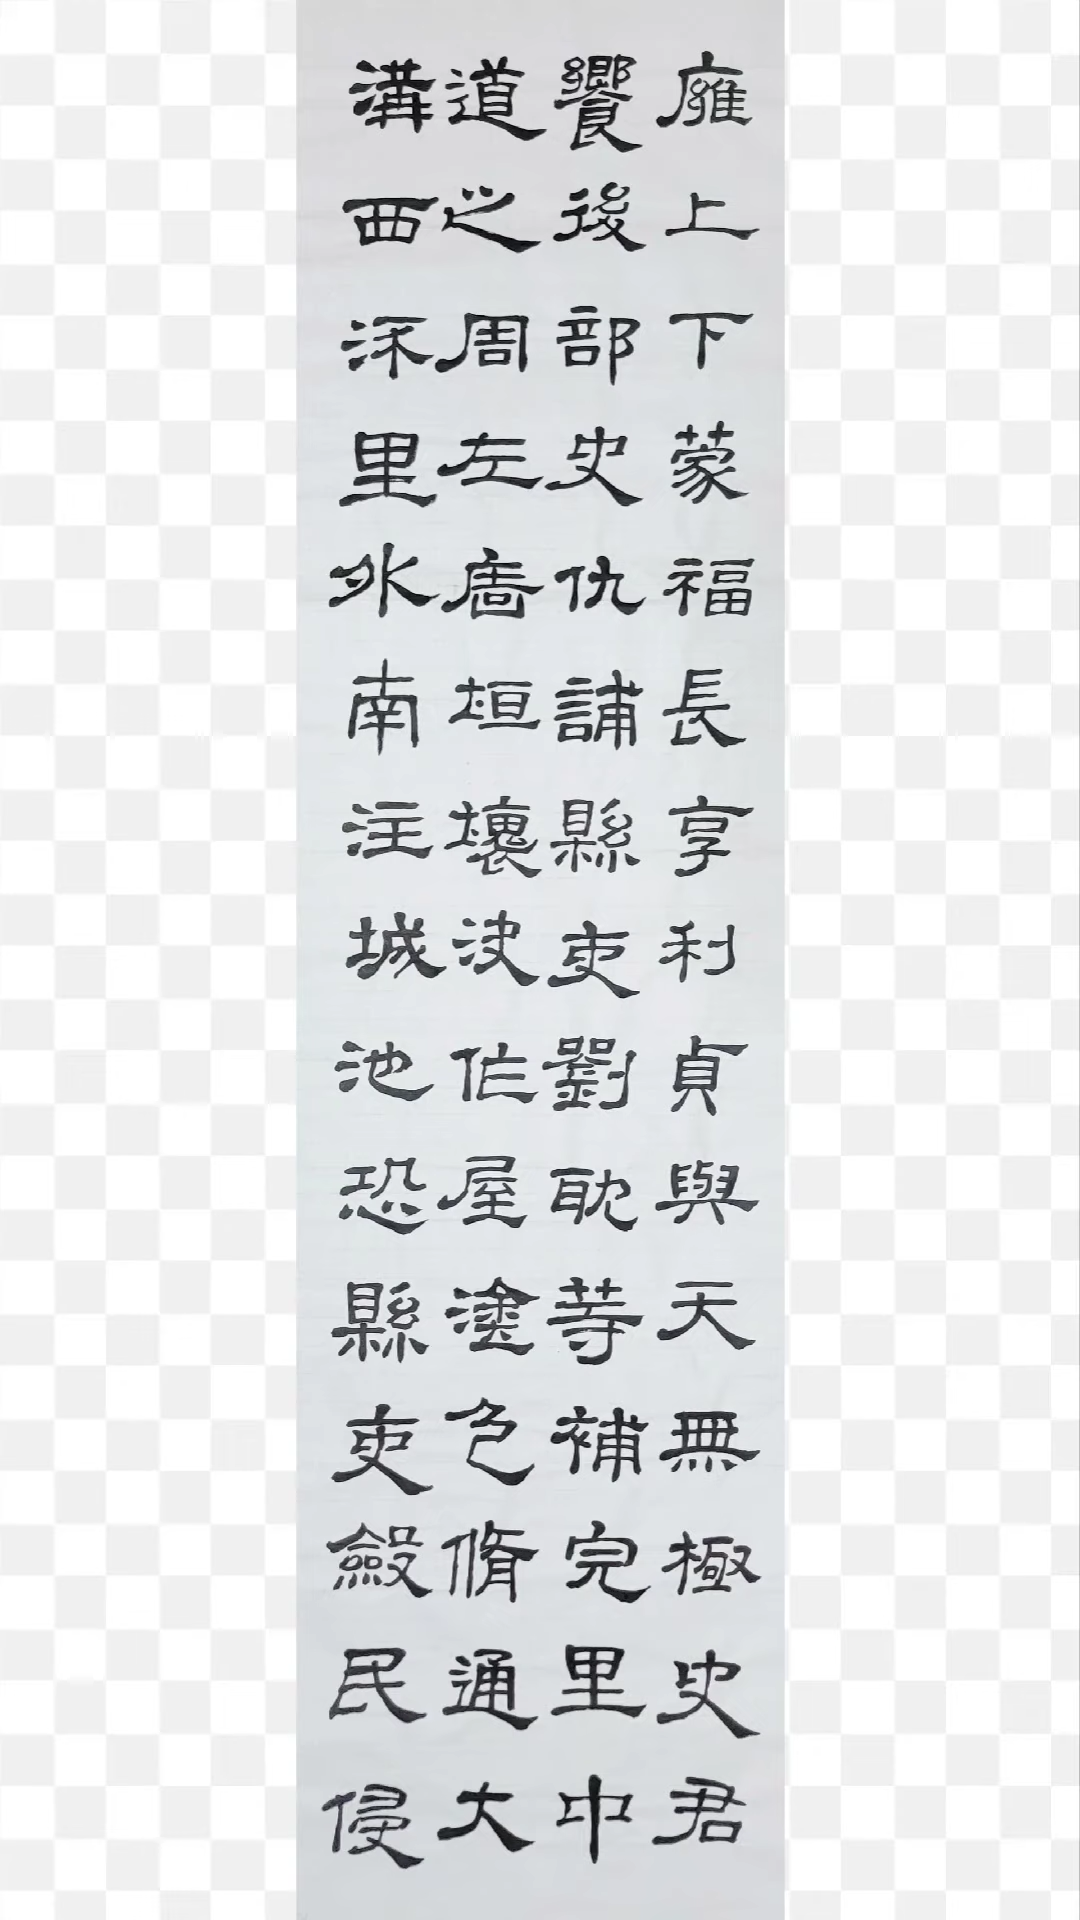 廱上下蒙福長享利貞與天無極史君
饗後部史仇誧縣吏劉耽等補完里中
道之周左廧垣壞決作屋塗色脩通大
溝西流里外南注城池恐縣吏斂民侵